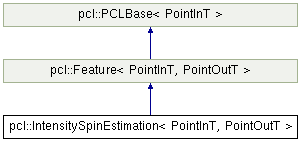 pcl::PCLBase< PointInT >
pcl::Feature< PointInT, PointOutT >
pcl::IntensitySpinEstimation< PointInT, PointOutT >